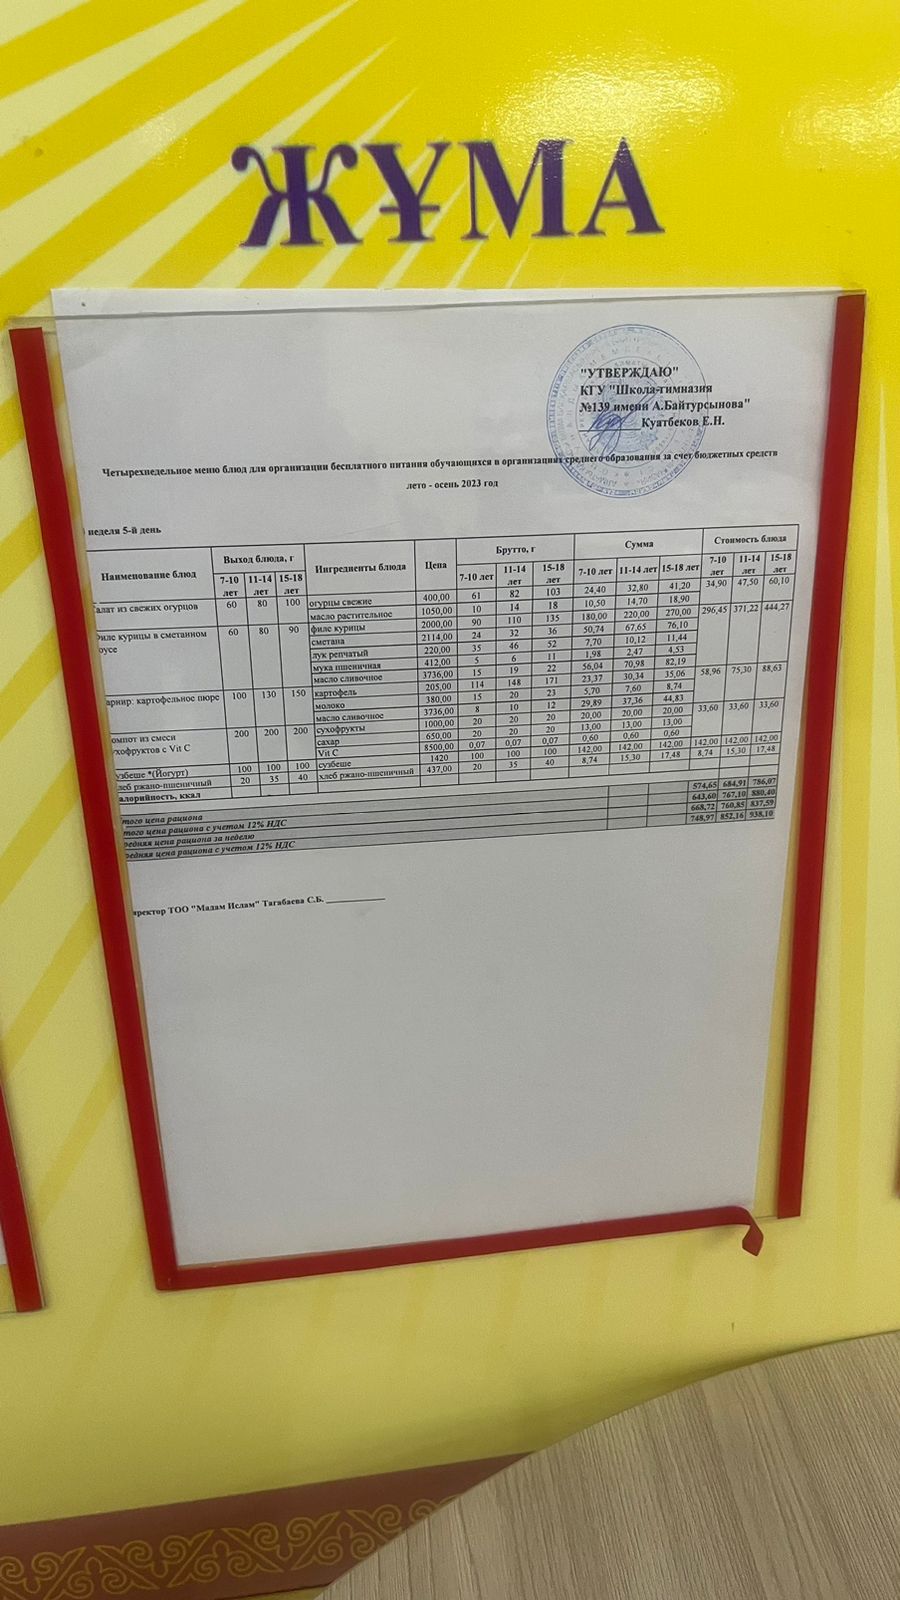 ЖҰМА
"УТВЕРЖДАЮ"
КГУ "Школа-гимназия
№139 имени А.Байтурсынова"
Куатбеков Е.Н.
Четырехнедельное меню блюд для организации бесплатного питания обучающихся в организациях среднего образования за счет бюджетных средств
лето - осень 2023 год
неделя 5-й день
Наименование блюд Выход блюда, г Ингредиенты блюда Цена Брутто, г Сумма Стоимость блюда
7-10 лет 11-14 лет 15-18 лет 7-10 лет 11-14 лет 15-18 лет 7-10 лет 11-14 лет 15-18 лет 7-10 лет 11-14 лет 15-18 лет
алат из свежих огурцов 60 80 100 огурцы свежие 400,00 61 82 103 24,40 32,80 41,20 34,90 47,50 60,10
масло растительное 1050,00 10 14 18 10,50 14,70 18,90
иле курицы в сметанном оусе 60 80 90 филе курицы 2000,00 90 110 135 180,00 220,00 270,00 296,45 371,22 444,27
сметана 2114,00 24 32 36 50,74 67,65 76,10
лук репчатый 220,00 35 46 52 7,70 10,12 11,44
мука пшеничная 412,00 5 6 11 1,98 2,47 4,53
масло сливочное 3736,00 15 19 22 56,04 70,98 82,19
арнир: картофельное пюре 100 130 150 картофель 205,00 114 148 171 23,37 30,34 35,06 58,96 75,30 88,63
молоко 380,00 15 20 23 5,70 7,60 8,74
масло сливочное 3736,00 8 10 12 29,89 37,36 44,83
омпот из смеси ухофруктов с Vit C 200 200 200 сухофрукты 1000,00 20 20 20 20,00 20,00 20,00 33,60 33,60 33,60
сахар 650,00 20 20 20 13,00 13,00 13,00
Vit C 8500,00 0,07 0,07 0,07 0,60 0,60 0,60
узбеше *(Йогурт) 100 100 100 сузбеше 1420 100 100 100 142,00 142,00 142,00 142,00 142,00 142,00
леб ржано-пшеничный 20 35 40 хлеб ржано-пшеничный 437,00 20 35 40 8,74 15,30 17,48 8,74 15,30 17,48
алорийность, ккал
того цена рациона 574,65 684,91 786,07
того цена рациона с учетом 12% НДС 643,60 767,10 880,40
редняя цена рациона за неделю 668,72 760,85 837,59
редняя цена рациона с учетом 12% НДС 748,97 852,16 938,10
иректор ТОО "Мадам Ислам" Тагабаева С.Б.